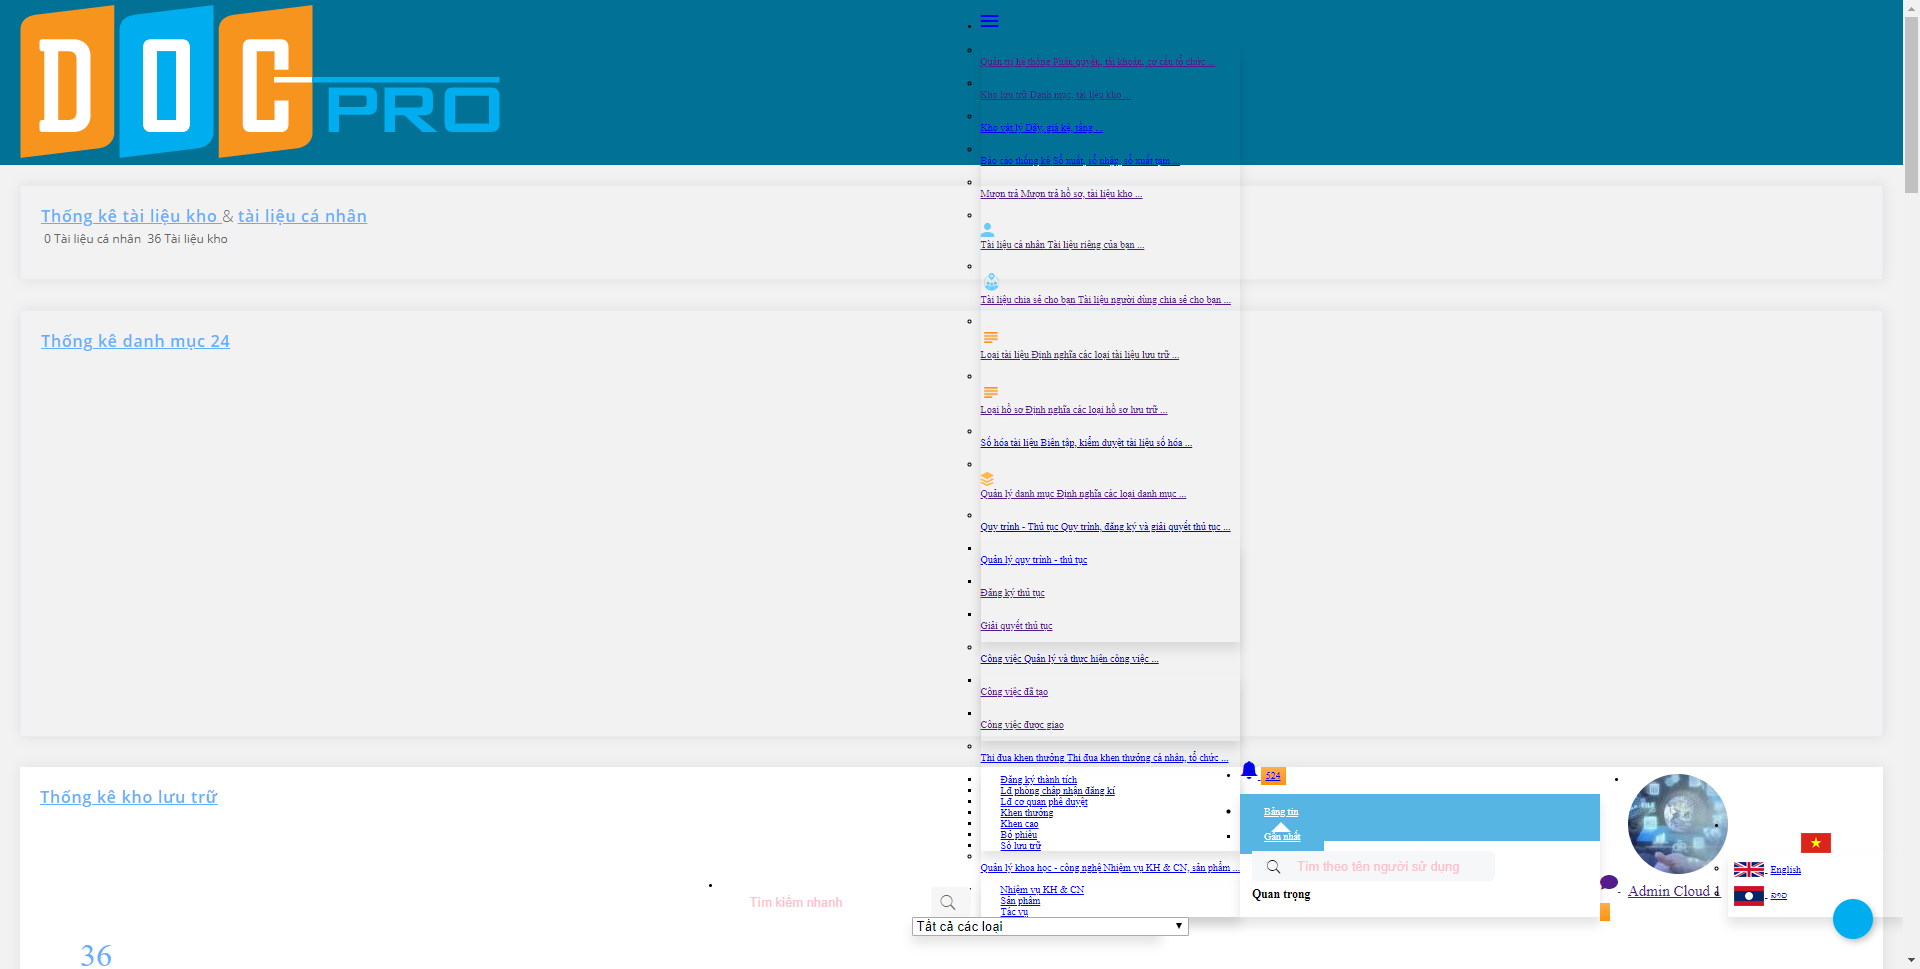 DOC
PRO
Quản trị hệ thống Phân quyền, tài khoản, cơ cấu tổ chức ...
Kho lưu trữ Danh mục, tài liệu kho ...
Kho vật lý Dãy, giá kệ, tầng ...
Báo cáo thống kê Số xuất, số nhập, số xuất tạm ...
Mượn trả Mượn trả hồ sơ, tài liệu kho ...
Thống kê tài liệu kho & tài liệu cá nhân
0 Tài liệu cá nhân 36 Tài liệu kho
Tài liệu cá nhân Tài liệu riêng của bạn ...
Tài liệu chia sẻ cho bạn Tài liệu người dùng chia sẻ cho bạn ...
Thống kê danh mục 24
Loại tài liệu Định nghĩa các loại tài liệu lưu trữ ...
Loại hồ sơ Định nghĩa các loại hồ sơ lưu trữ ...
Số hóa tài liệu Biên tập, kiểm duyệt tài liệu số hóa ...
Quản lý danh mục Định nghĩa các loại danh mục ...
Quy trình - Thủ tục Quy trình, đăng ký và giải quyết thủ tục ...
Quản lý quy trình - thủ tục
Đăng ký thủ tục
Giải quyết thủ tục
Công việc Quản lý và thực hiện công việc ...
Công việc đã tạo
Công việc được giao
Thi đua khen thưởng Thi đua khen thưởng cá nhân, tổ chức ...
Đăng ký thành tích
Lđ phòng chấp nhận đăng kí
Lđ cơ quan phê duyệt
Khen thưởng
Khen cao
Bỏ phiếu
Sổ lưu trữ
Quản lý khoa học - công nghệ Nhiệm vụ KH & CN, sản phẩm ...
Nhiệm vụ KH & CN
Sản phẩm
Tác vụ
524
Bảng tin
Gần nhất
Tìm theo tên người sử dụng
Quan trọng
Admin Cloud 1
English
ລາວ
Thống kê kho lưu trữ
Tìm kiếm nhanh
Tất cả các loại
36